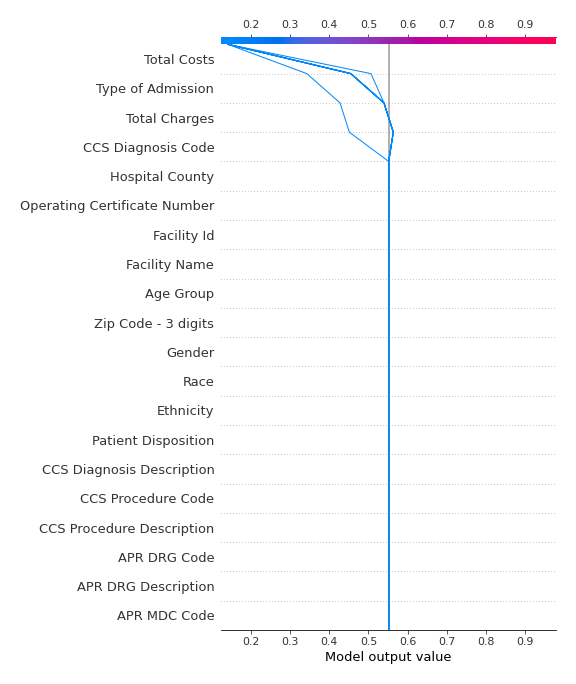 0.2 0.3 0.4 0.5 0.6 0.7 0.8 0.9
Total Costs
Type of Admission
Total Charges
CCS Diagnosis Code
Hospital County
Operating Certificate Number
Facility Id
Facility Name
Age Group
Zip Code - 3 digits
Gender
Race
Ethnicity
Patient Disposition
CCS Diagnosis Description
CCS Procedure Code
CCS Procedure Description
APR DRG Code
APR DRG Description
APR MDC Code
0.2 0.3 0.4 0.5 0.6 0.7 0.8 0.9
Model output value